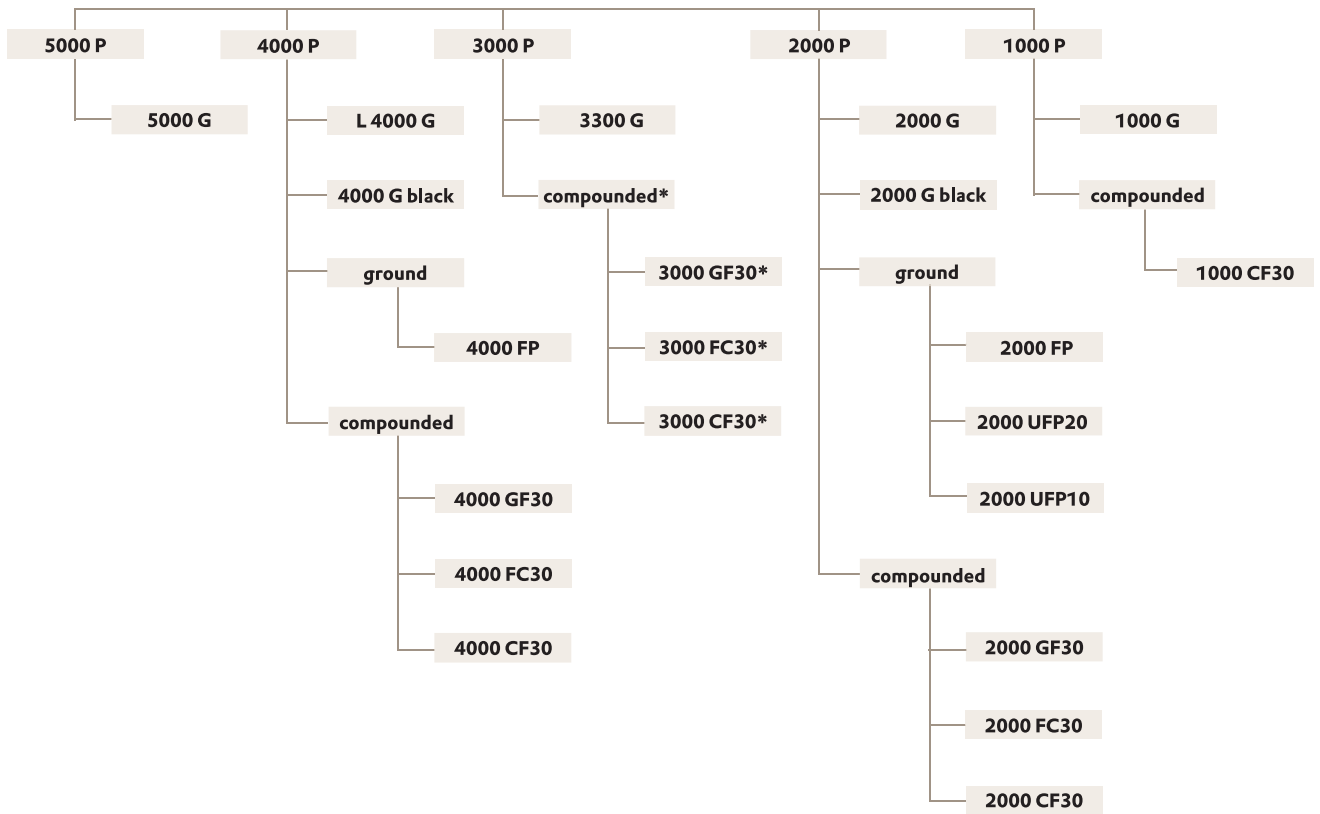 5000 P
4000 P
3000 P
2000 P
1000 P
5000 G
L 4000 G
3300 G
2000 G
1000 G
4000 G black
compounded*
2000 G black
compounded
ground
3000 GF30*
ground
1000 CF30
4000 FP
3000 FC30*
2000 FP
compounded
3000 CF30*
2000 UFP20
4000 GF30
2000 UFP10
4000 FC30
compounded
4000 CF30
2000 GF30
2000 FC30
2000 CF30